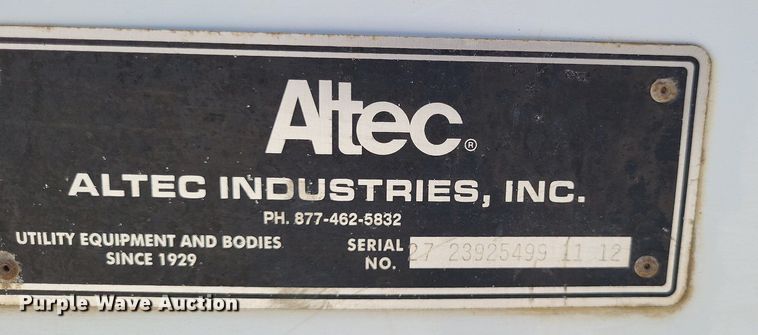 Altec®
ALTEC INDUSTRIES, INC.
PH. 877-462-5832
UTILITY EQUIPMENT AND BODIES
SINCE 1929
SERIAL
NO.
27 23925499 11 12
Purple Wave Auction